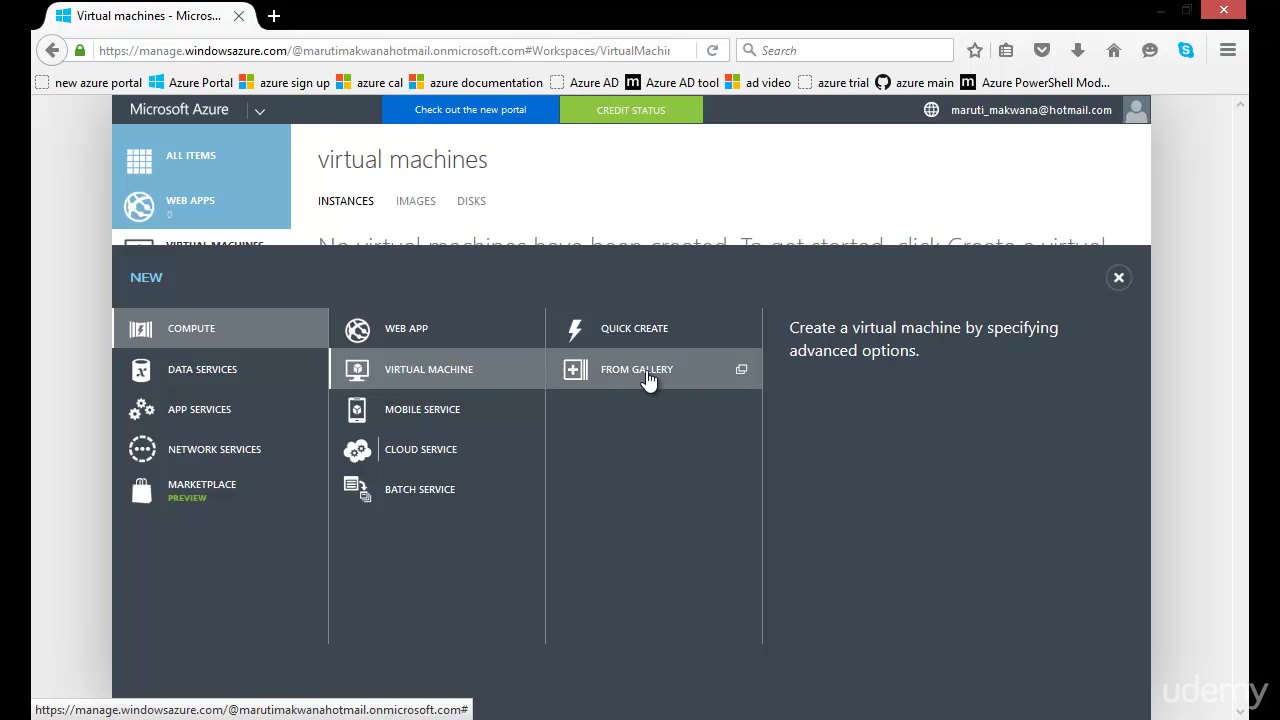 Virtual machines - Micros...
https://manage.windowsazure.com/@marutimakwanahotmail.onmicrosoft.com#Workspaces/VirtualMachir
Search
new azure portal Azure Portal azure sign up azure cal azure documentation Azure AD Azure AD tool ad video azure trial azure main Azure PowerShell Mod...
Microsoft Azure Check out the new portal CREDIT STATUS maruti_makwana@hotmail.com
ALL ITEMS
WEB APPS
0
VIRTUAL MACHINES
virtual machines
INSTANCES IMAGES DISKS
No virtual machines have been created. To get started, click Create a virtual
NEW
COMPUTE
DATA SERVICES
APP SERVICES
NETWORK SERVICES
MARKETPLACE
PREVIEW
WEB APP
VIRTUAL MACHINE
MOBILE SERVICE
CLOUD SERVICE
BATCH SERVICE
QUICK CREATE
FROM GALLERY
Create a virtual machine by specifying
advanced options.
https://manage.windowsazure.com/@marutimakwanahotmail.onmicrosoft.com#
udemy